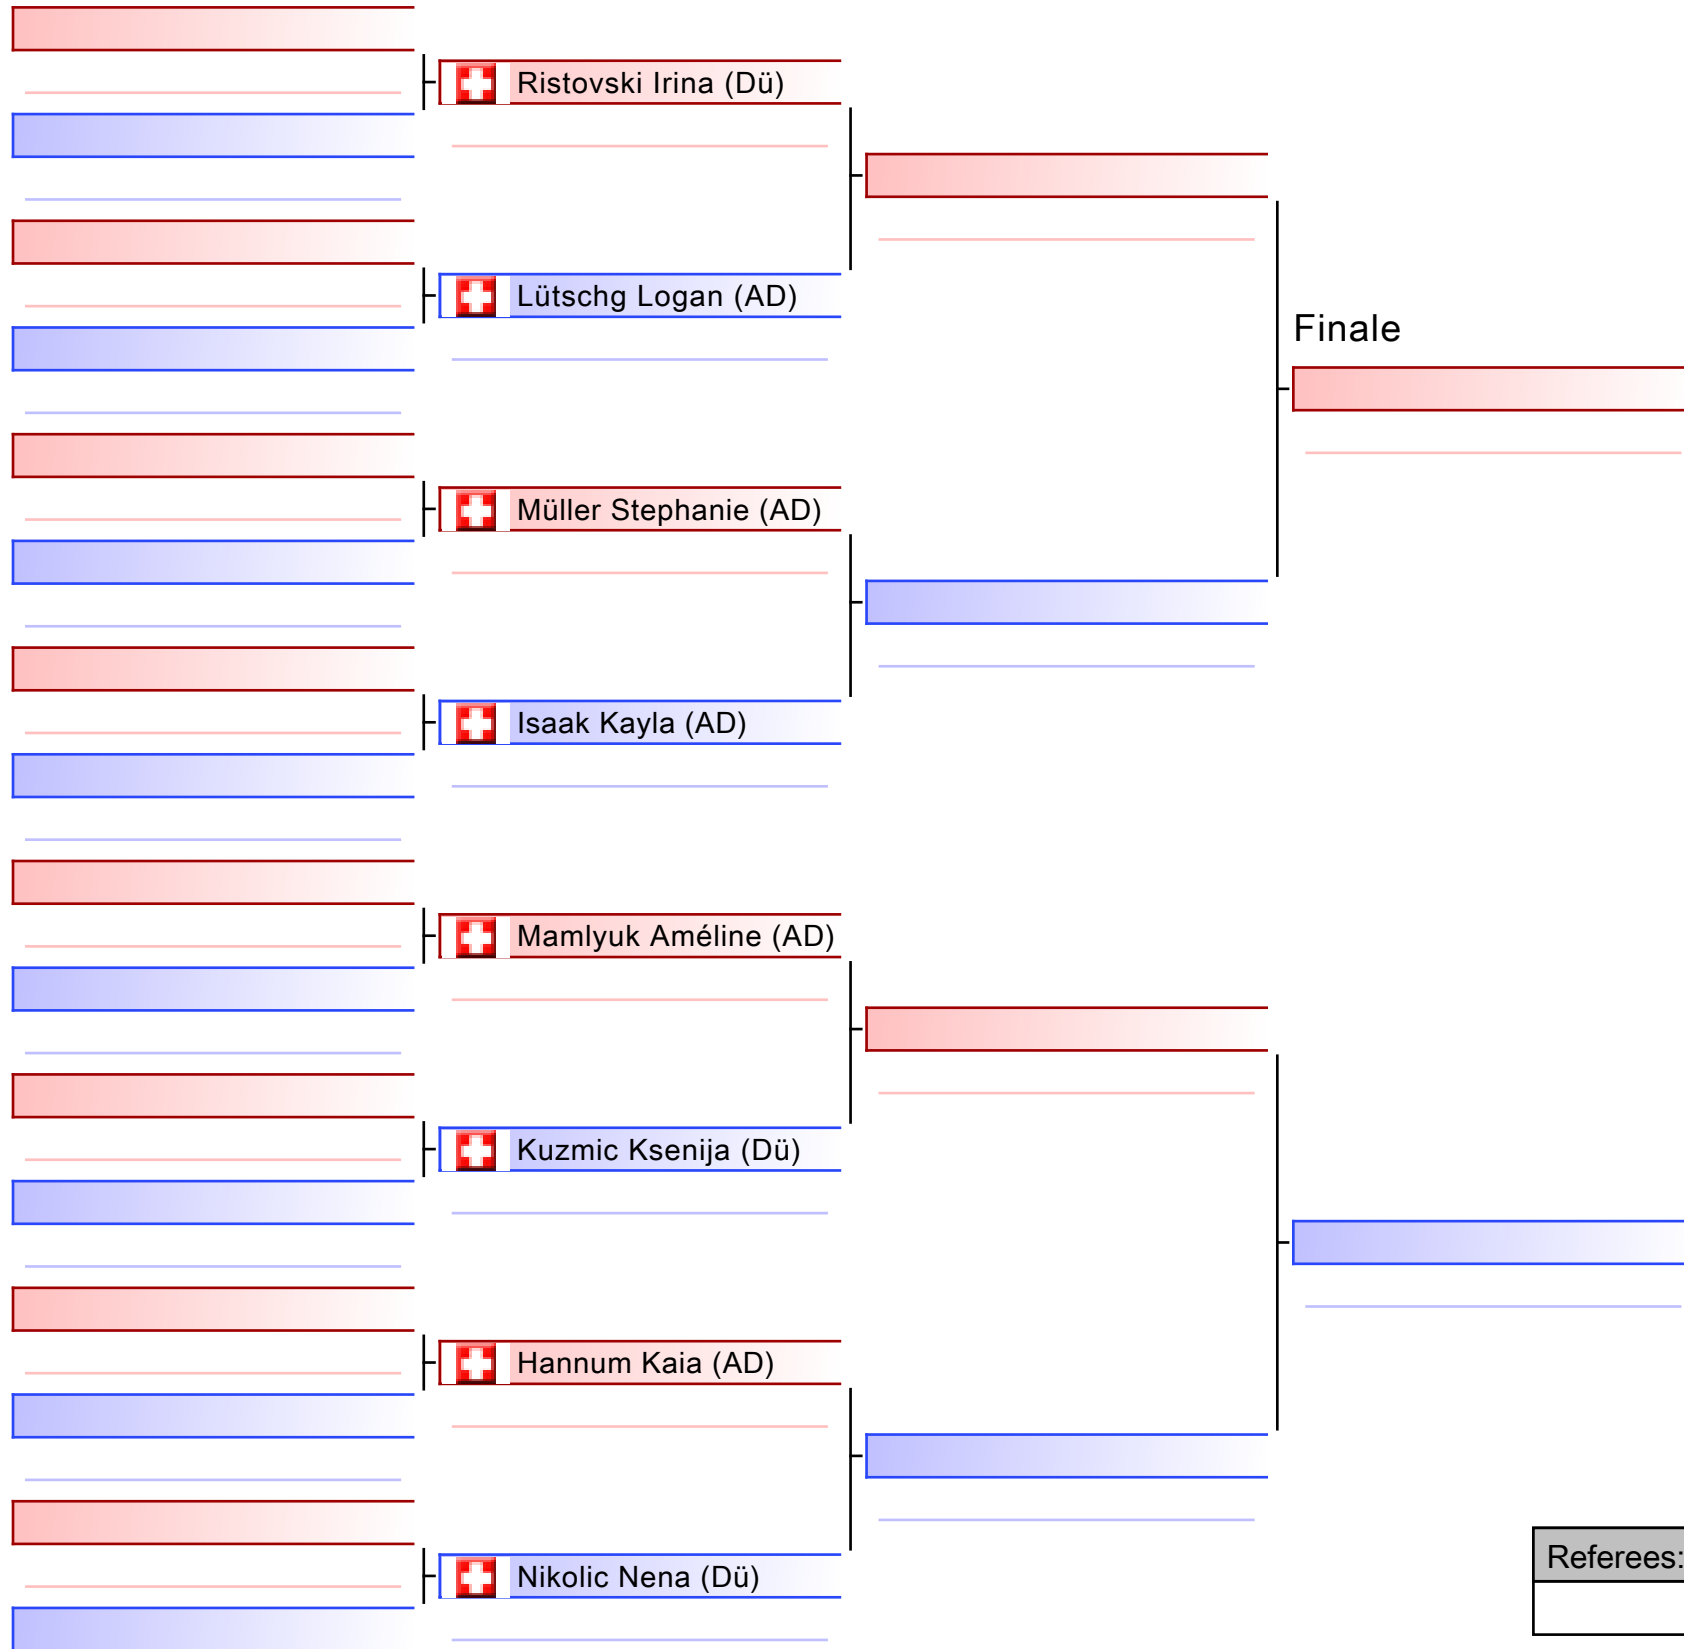 Ristovski Irina (Dü)
Lütschg Logan (AD)
Finale
Müller Stephanie (AD)
Isaak Kayla (AD)
Mamlyuk Améline (AD)
Kuzmic Ksenija (Dü)
Hannum Kaia (AD)
Nikolic Nena (Dü)
Referees: